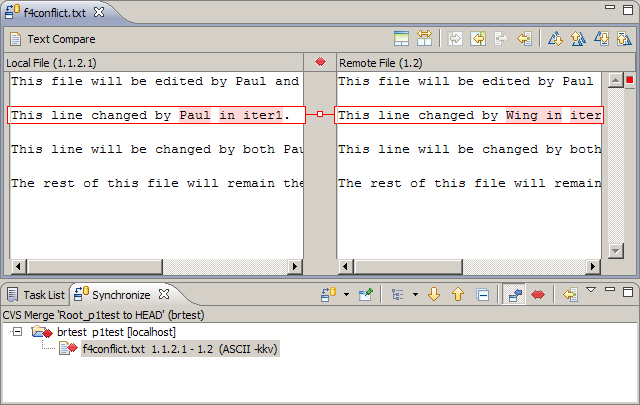 f4conflict.txt
Text Compare
Local File (1.1.2.1)
Remote File (1.2)
This file will be edited by Paul and
This file will be edited by Paul
This line changed by Paul in iter1.
This line changed by Wing in iter
This line will be changed by both Pau
This line will be changed by both
The rest of this file will remain the
The rest of this file will remain
Task List
Synchronize
CVS Merge 'Root_p1test to HEAD' (brtest)
brtest p1test [localhost]
f4conflict.txt 1.1.2.1 - 1.2 (ASCII -kkv)